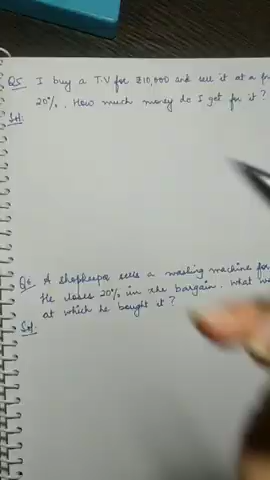 Q5. I buy a T.V for ₹10,000 and sell it at a
20%. How much money do I get for it?
Sol:
Q6. A shopkeeper sells a washing machine for
He loses 20% in the bargain. What
at which he bought it?
Sol: